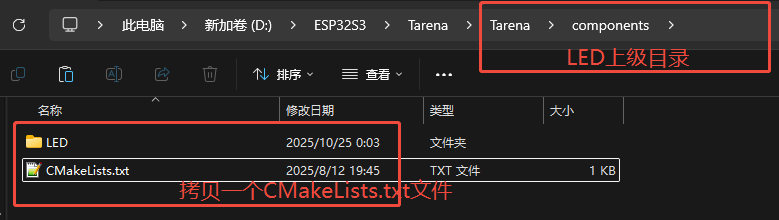 此电脑 > 新加卷 (D:) > ESP32S3 > Tarena > Tarena > components >
LED上级目录
排序 查看 ...
名称 修改日期 类型 大小
LED 2025/10/25 0:03 文件夹
CMakeLists.txt 2025/8/12 19:45 TXT 文件 1 KB
拷贝一个CMakeLists.txt文件